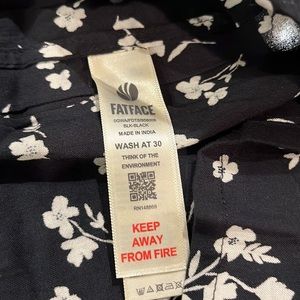 FATFACE
BLK-BLACK
MADE IN INDIA
WASH AT 30
THINK OF THE
ENVIRONMENT
KEEP
AWAY
FROM FIRE